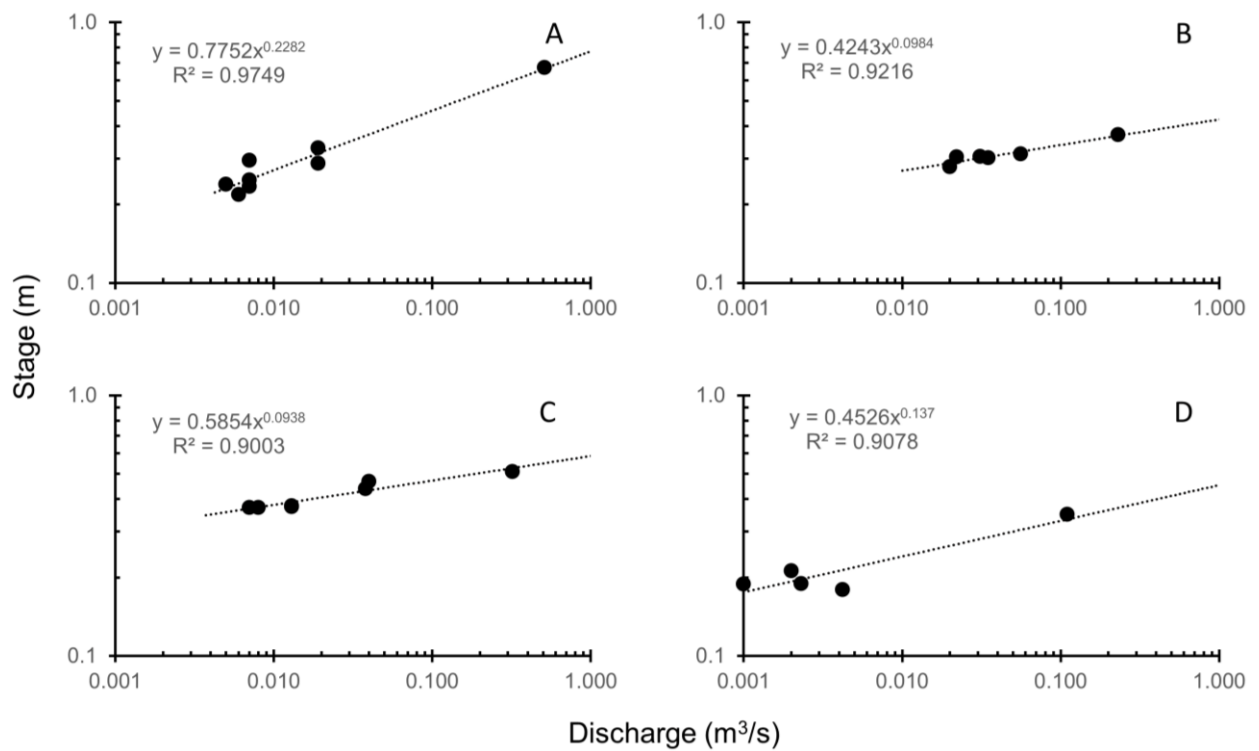 1.0
y = 0.7752x^0.2282
R² = 0.9749
A
0.1
0.001 0.010 0.100 1.000
1.0
y = 0.4243x^0.0984
R² = 0.9216
B
0.1
0.001 0.010 0.100 1.000
Stage (m)
1.0
y = 0.5854x^0.0938
R² = 0.9003
C
0.1
0.001 0.010 0.100 1.000
1.0
y = 0.4526x^0.137
R² = 0.9078
D
0.1
0.001 0.010 0.100 1.000
Discharge (m³/s)